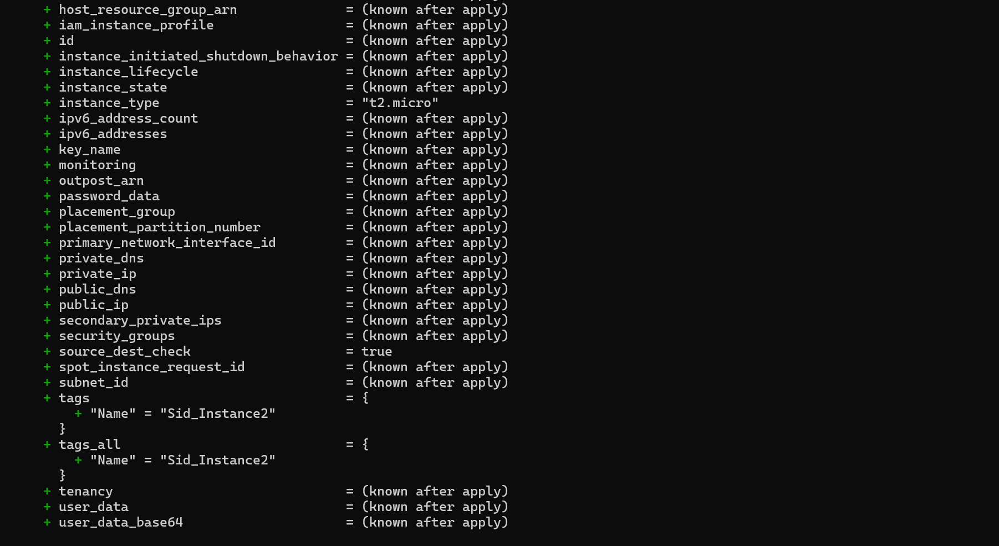 + host_resource_group_arn = (known after apply)
+ iam_instance_profile = (known after apply)
+ id = (known after apply)
+ instance_initiated_shutdown_behavior = (known after apply)
+ instance_lifecycle = (known after apply)
+ instance_state = (known after apply)
+ instance_type = "t2.micro"
+ ipv6_address_count = (known after apply)
+ ipv6_addresses = (known after apply)
+ key_name = (known after apply)
+ monitoring = (known after apply)
+ outpost_arn = (known after apply)
+ password_data = (known after apply)
+ placement_group = (known after apply)
+ placement_partition_number = (known after apply)
+ primary_network_interface_id = (known after apply)
+ private_dns = (known after apply)
+ private_ip = (known after apply)
+ public_dns = (known after apply)
+ public_ip = (known after apply)
+ secondary_private_ips = (known after apply)
+ security_groups = (known after apply)
+ source_dest_check = true
+ spot_instance_request_id = (known after apply)
+ subnet_id = (known after apply)
+ tags = {
+ "Name" = "Sid_Instance2"
}
+ tags_all = {
+ "Name" = "Sid_Instance2"
}
+ tenancy = (known after apply)
+ user_data = (known after apply)
+ user_data_base64 = (known after apply)